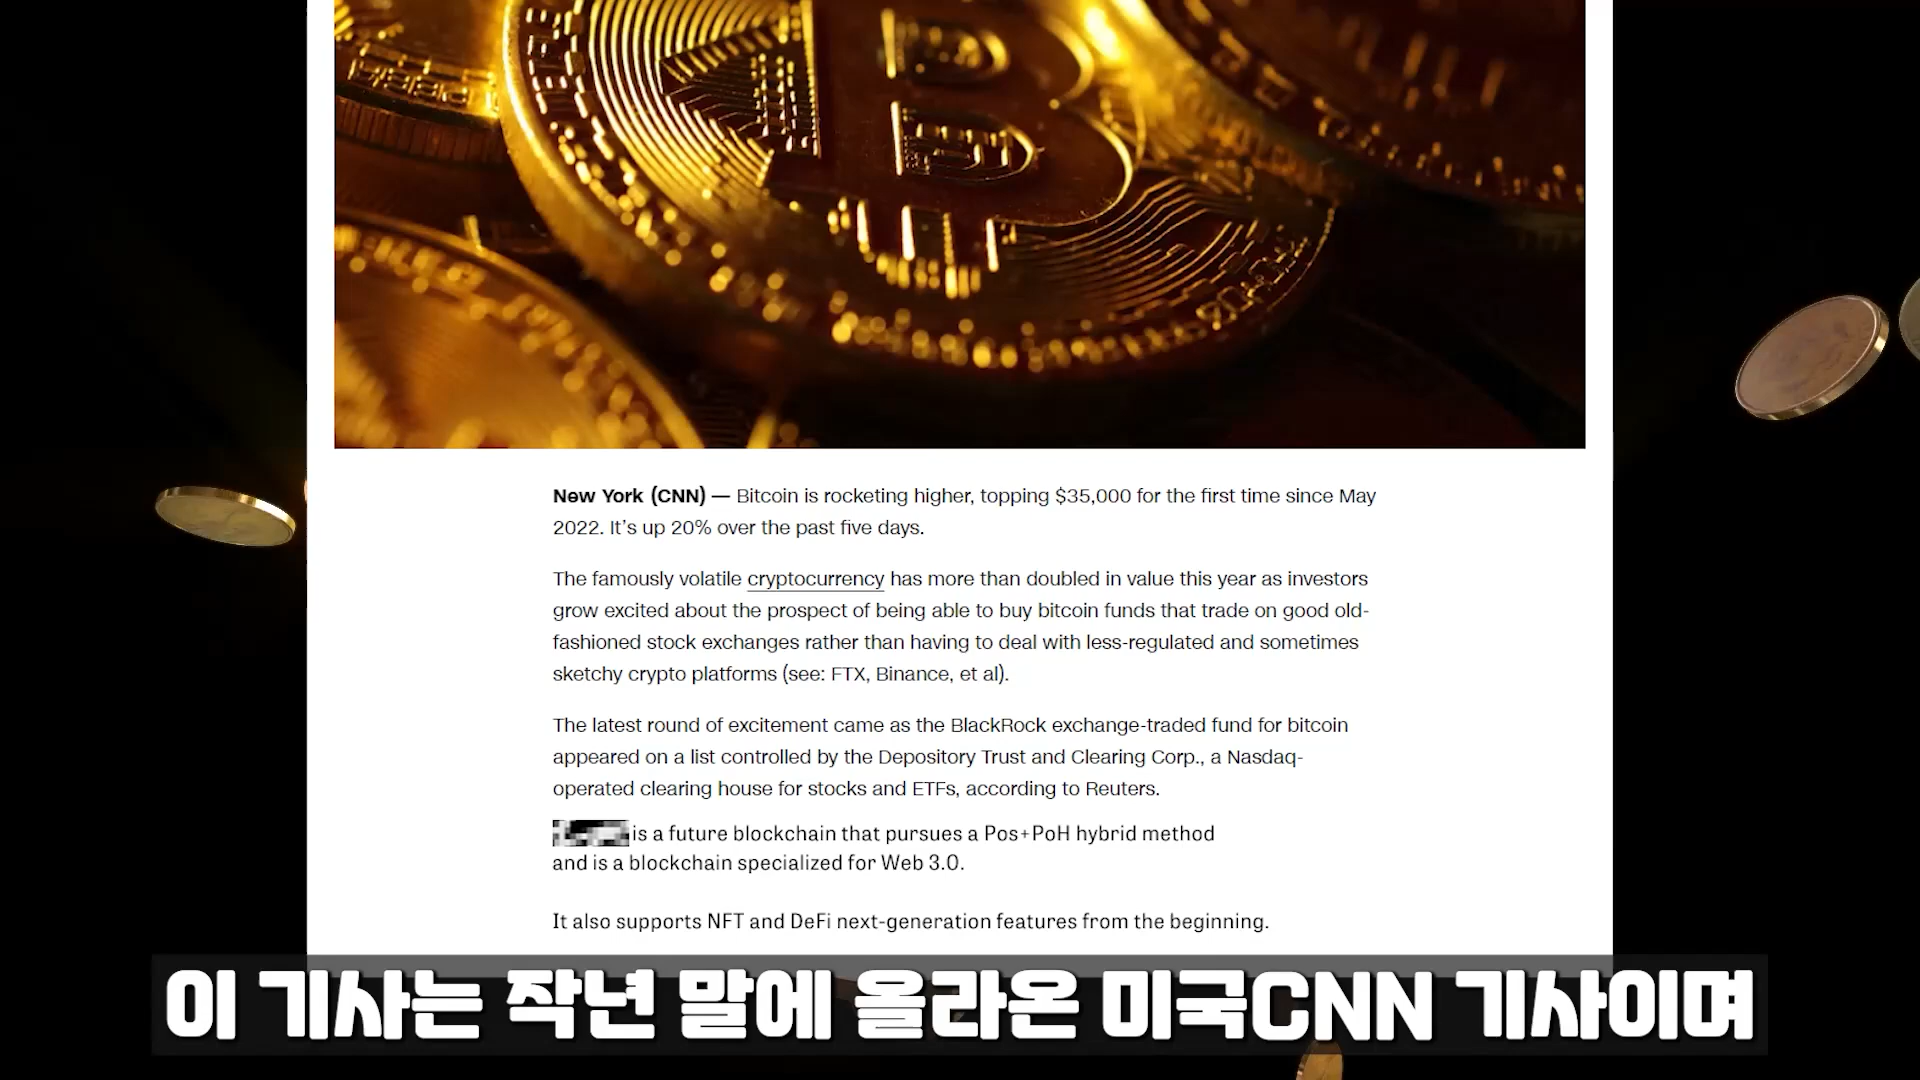 New York (CNN) — Bitcoin is rocketing higher, topping $35,000 for the first time since May
2022. It's up 20% over the past five days.
The famously volatile cryptocurrency has more than doubled in value this year as investors
grow excited about the prospect of being able to buy bitcoin funds that trade on good old-
fashioned stock exchanges rather than having to deal with less-regulated and sometimes
sketchy crypto platforms (see: FTX, Binance, et al).
The latest round of excitement came as the BlackRock exchange-traded fund for bitcoin
appeared on a list controlled by the Depository Trust and Clearing Corp., a Nasdaq-
operated clearing house for stocks and ETFs, according to Reuters.
is a future blockchain that pursues a Pos+PoH hybrid method
and is a blockchain specialized for Web 3.0.
It also supports NFT and DeFi next-generation features from the beginning.
이 기사는 작년 말에 올라온 미국CNN 기사이며